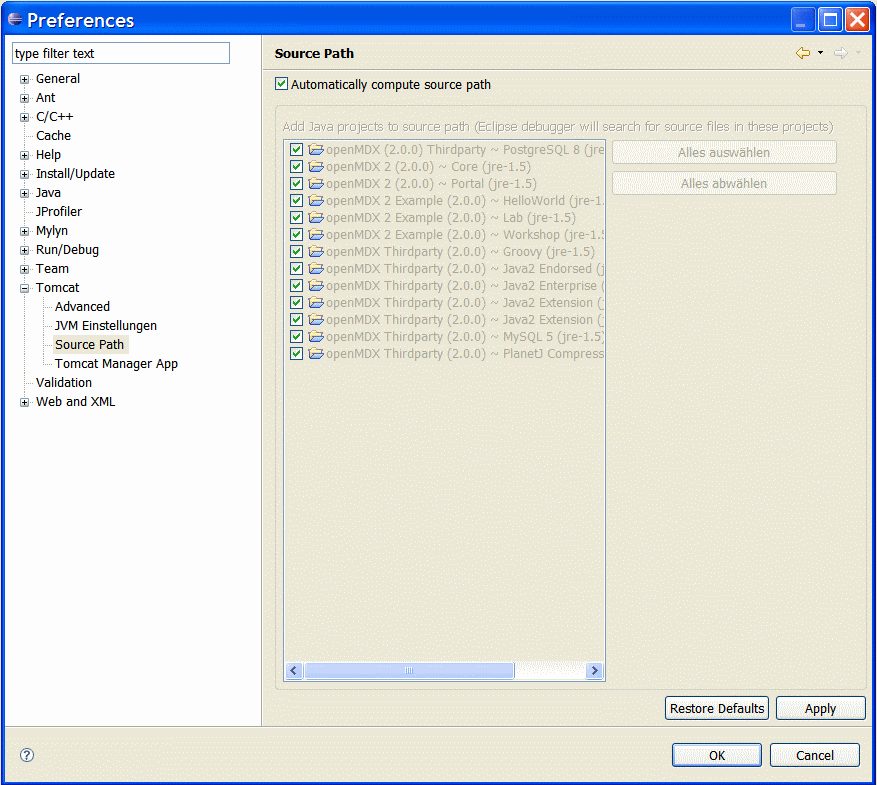 Preferences
type filter text
General
Ant
C/C++
Cache
Help
Install/Update
Java
JProfiler
Mylyn
Run/Debug
Team
Tomcat
Advanced
JVM Einstellungen
Source Path
Tomcat Manager App
Validation
Web and XML
Source Path
Automatically compute source path
Add Java projects to source path (Eclipse debugger will search for source files in these projects)
openMDX (2.0.0) Thirdparty ~ PostgreSQL 8 (jre
openMDX 2 (2.0.0) ~ Core (jre-1.5)
openMDX 2 (2.0.0) ~ Portal (jre-1.5)
openMDX 2 Example (2.0.0) ~ HelloWorld (jre-1.
openMDX 2 Example (2.0.0) ~ Lab (jre-1.5)
openMDX 2 Example (2.0.0) ~ Workshop (jre-1.5
openMDX Thirdparty (2.0.0) ~ Groovy (jre-1.5)
openMDX Thirdparty (2.0.0) ~ Java2 Endorsed (j
openMDX Thirdparty (2.0.0) ~ Java2 Enterprise (
openMDX Thirdparty (2.0.0) ~ Java2 Extension (
openMDX Thirdparty (2.0.0) ~ Java2 Extension (
openMDX Thirdparty (2.0.0) ~ MySQL 5 (jre-1.5)
openMDX Thirdparty (2.0.0) ~ PlanetJ Compress
Alles auswählen
Alles abwählen
Restore Defaults
Apply
OK
Cancel